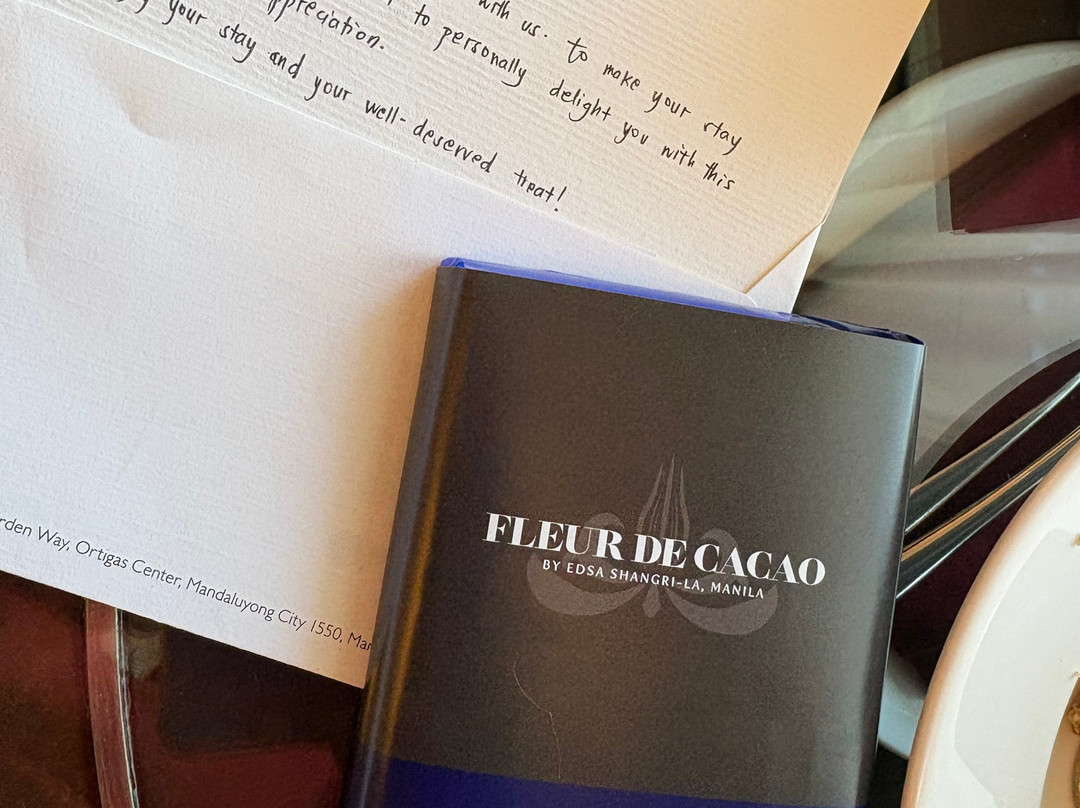 with us. to make your stay
to personally delight you with this
appreciation.
your stay and your well-deserved treat!
rden Way, Ortigas Center, Mandaluyong City 1550, Ma
FLEUR DE CACAO
BY EDSA SHANGRI-LA, MANILA